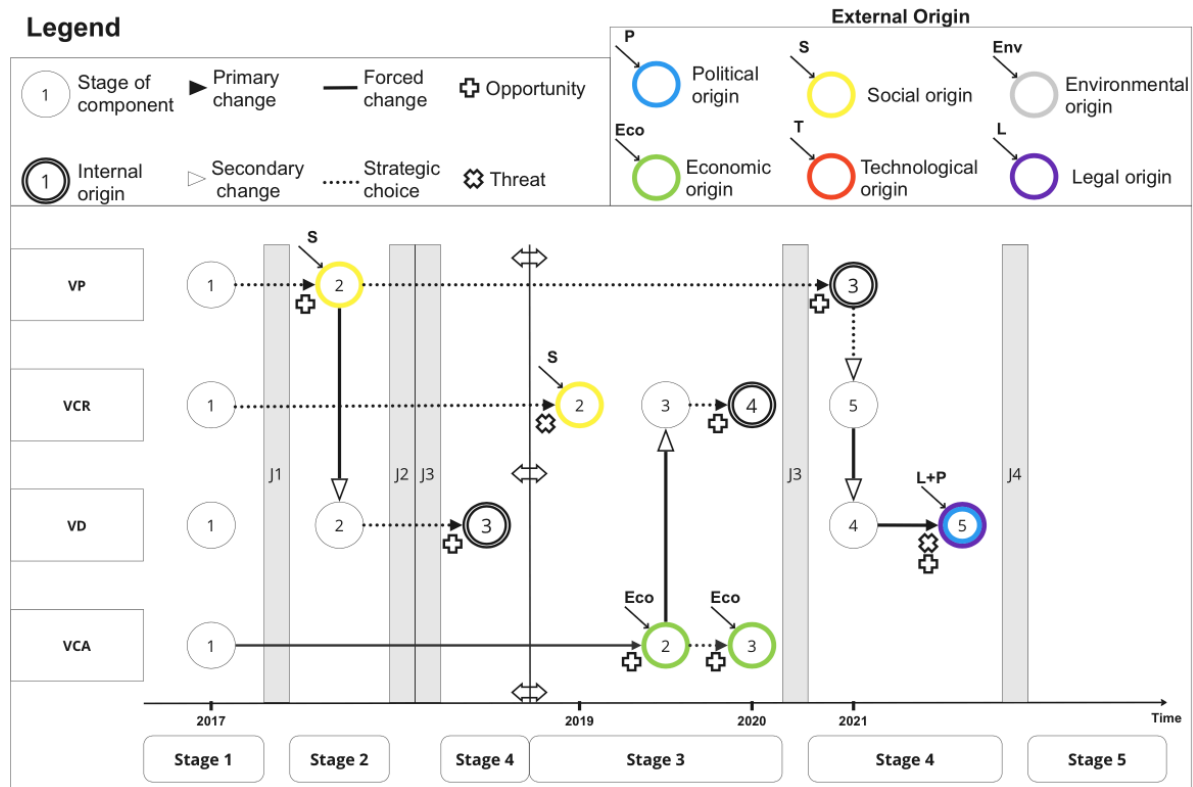 Legend
External Origin
1
Stage of
component
Primary
change
Forced
change
Opportunity
1
Internal
origin
Secondary
change
Strategic
choice
Threat
P
Political
origin
S
Social origin
Env
Environmental
origin
Eco
Economic
origin
T
Technological
origin
L
Legal origin
VP
1
S
2
3
VCR
1
S
2
3
4
5
J1
J2
J3
J3
J4
VD
1
2
3
4
L+P
5
VCA
1
Eco
2
Eco
3
2017
2019
2020
2021
Time
Stage 1
Stage 2
Stage 4
Stage 3
Stage 4
Stage 5